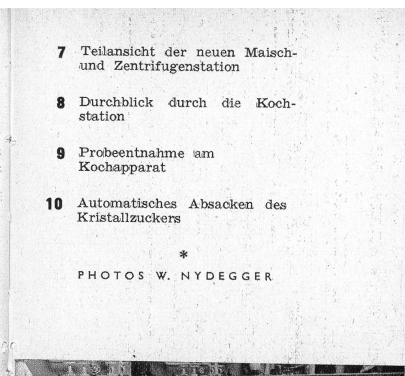 7 Teilansicht der neuen Maisch-
und Zentrifugenstation
8 Durchblick durch die Koch-
station
9 Probeentnahme am
Kochapparat
10 Automatisches Absacken des
Kristallzuckers
*
PHOTOS W. NYDEGGER